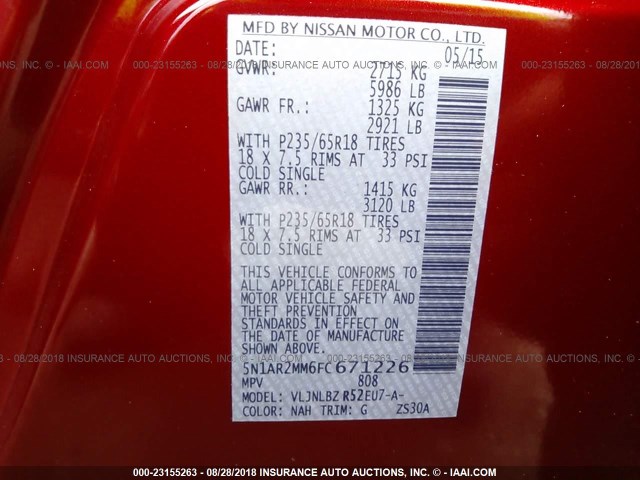 MFD BY NISSAN MOTOR CO., LTD.
DATE: 05/15
GVWR: 2715 KG
5986 LB
GAWR FR.: 1325 KG
2921 LB
WITH P235/65R18 TIRES
18 X 7.5 RIMS AT 33 PSI
COLD SINGLE
GAWR RR.: 1415 KG
3120 LB
WITH P235/65R18 TIRES
18 X 7.5 RIMS AT 33 PSI
COLD SINGLE
THIS VEHICLE CONFORMS TO
ALL APPLICABLE FEDERAL
MOTOR VEHICLE SAFETY AND
THEFT PREVENTION
STANDARDS IN EFFECT ON
THE DATE OF MANUFACTURE
SHOWN ABOVE.
5N1AR2MM6FC671226
MPV 808
MODEL: VLJNLBZ R52EU7-A-
COLOR: NAH TRIM: G ZS30A
000-23155263 - 08/28/2018 INSURANCE AUTO AUCTIONS, INC. - © IAAI.COM